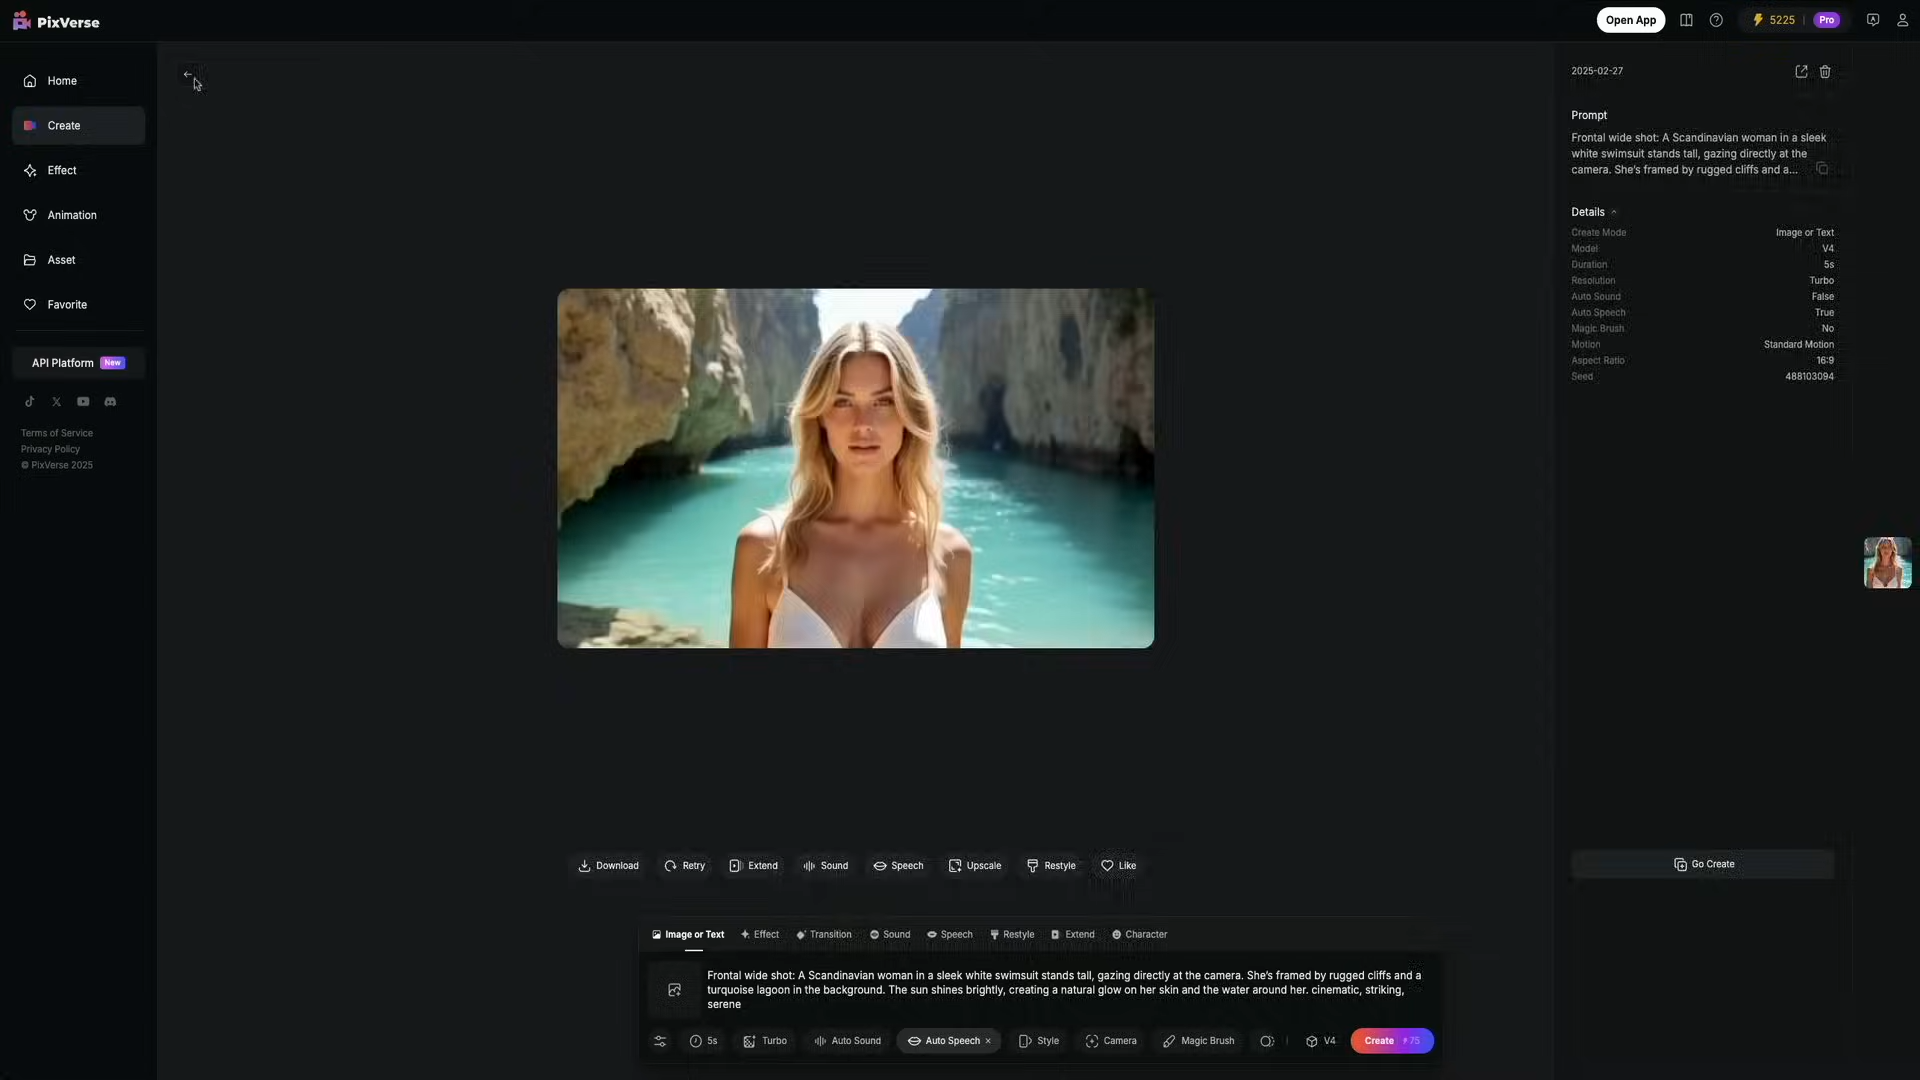 PixVerse
Open App
5225
Pro
Home
Create
Effect
Animation
Asset
Favorite
API Platform
New
Terms of Service
Privacy Policy
© PixVerse 2025
2025-02-27
Prompt
Frontal wide shot: A Scandinavian woman in a sleek
white swimsuit stands tall, gazing directly at the
camera. She's framed by rugged cliffs and a...
Details
Create Mode Image or Text
Model V4
Duration 5s
Resolution Turbo
Auto Sound False
Auto Speech True
Magic Brush No
Motion Standard Motion
Aspect Ratio 16:9
Seed 488103094
Go Create
Download Retry Extend Sound Speech Upscale Restyle Like
Image or Text Effect Transition Sound Speech Restyle Extend Character
Frontal wide shot: A Scandinavian woman in a sleek white swimsuit stands tall, gazing directly at the camera. She's framed by rugged cliffs and a
turquoise lagoon in the background. The sun shines brightly, creating a natural glow on her skin and the water around her. cinematic, striking,
serene
5s Turbo Auto Sound Auto Speech × Style Camera Magic Brush V4 Create 75